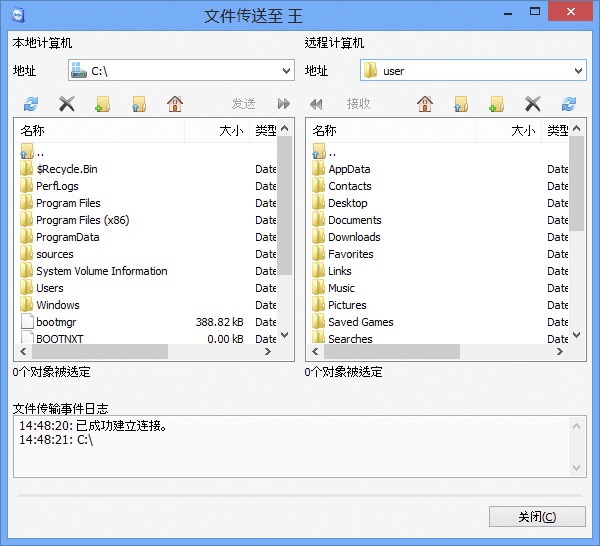 文件传送至 王
本地计算机
远程计算机
地址
C:\
地址
user
发送
接收
名称 大小 类型
..
$Recycle.Bin Date
PerfLogs Date
Program Files Date
Program Files (x86) Date
ProgramData Date
sources Date
System Volume Information Date
Users Date
Windows Date
bootmgr 388.82 kB Date
BOOTNXT 0.00 kB Date
名称 大小 类型
..
AppData Date
Contacts Date
Desktop Date
Documents Date
Downloads Date
Favorites Date
Links Date
Music Date
Pictures Date
Saved Games Date
Searches Date
0个对象被选定
0个对象被选定
文件传输事件日志
14:48:20: 已成功建立连接。
14:48:21: C:\
关闭(C)